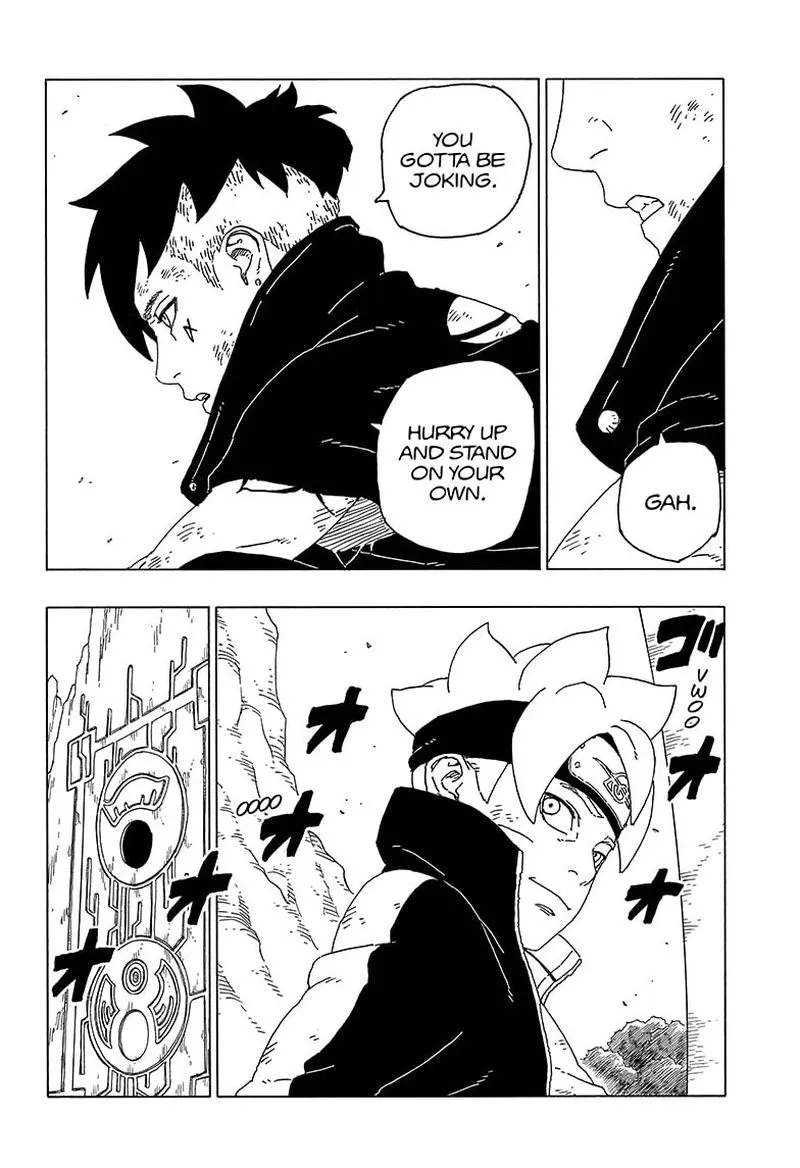 GAH.
YOU
GOTTA BE
JOKING.
HURRY UP
AND STAND
ON YOUR
OWN.
ゴオ
VWOO
オ
オ
オ
OOOO
オ
オ
オ